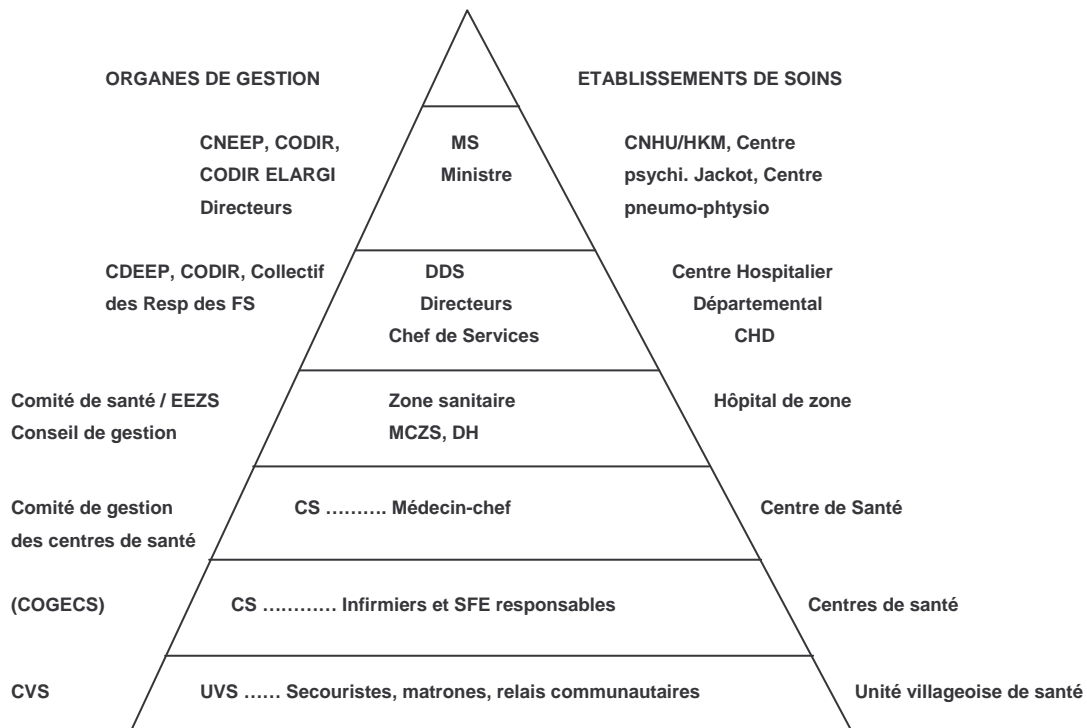 ORGANES DE GESTION ETABLISSEMENTS DE SOINS
CNEEP, CODIR, MS CNHU/HKM, Centre
CODIR ELARGI Ministre psychi. Jackot, Centre
Directeurs pneumo-phtysio
CDEEP, CODIR, Collectif DDS Centre Hospitalier
des Resp des FS Directeurs Départemental
Chef de Services CHD
Comité de santé / EEZS Zone sanitaire Hôpital de zone
Conseil de gestion MCZS, DH
Comité de gestion CS ………. Médecin-chef Centre de Santé
des centres de santé
(COGECS) CS ………… Infirmiers et SFE responsables Centres de santé
CVS UVS …… Secouristes, matrones, relais communautaires Unité villageoise de santé